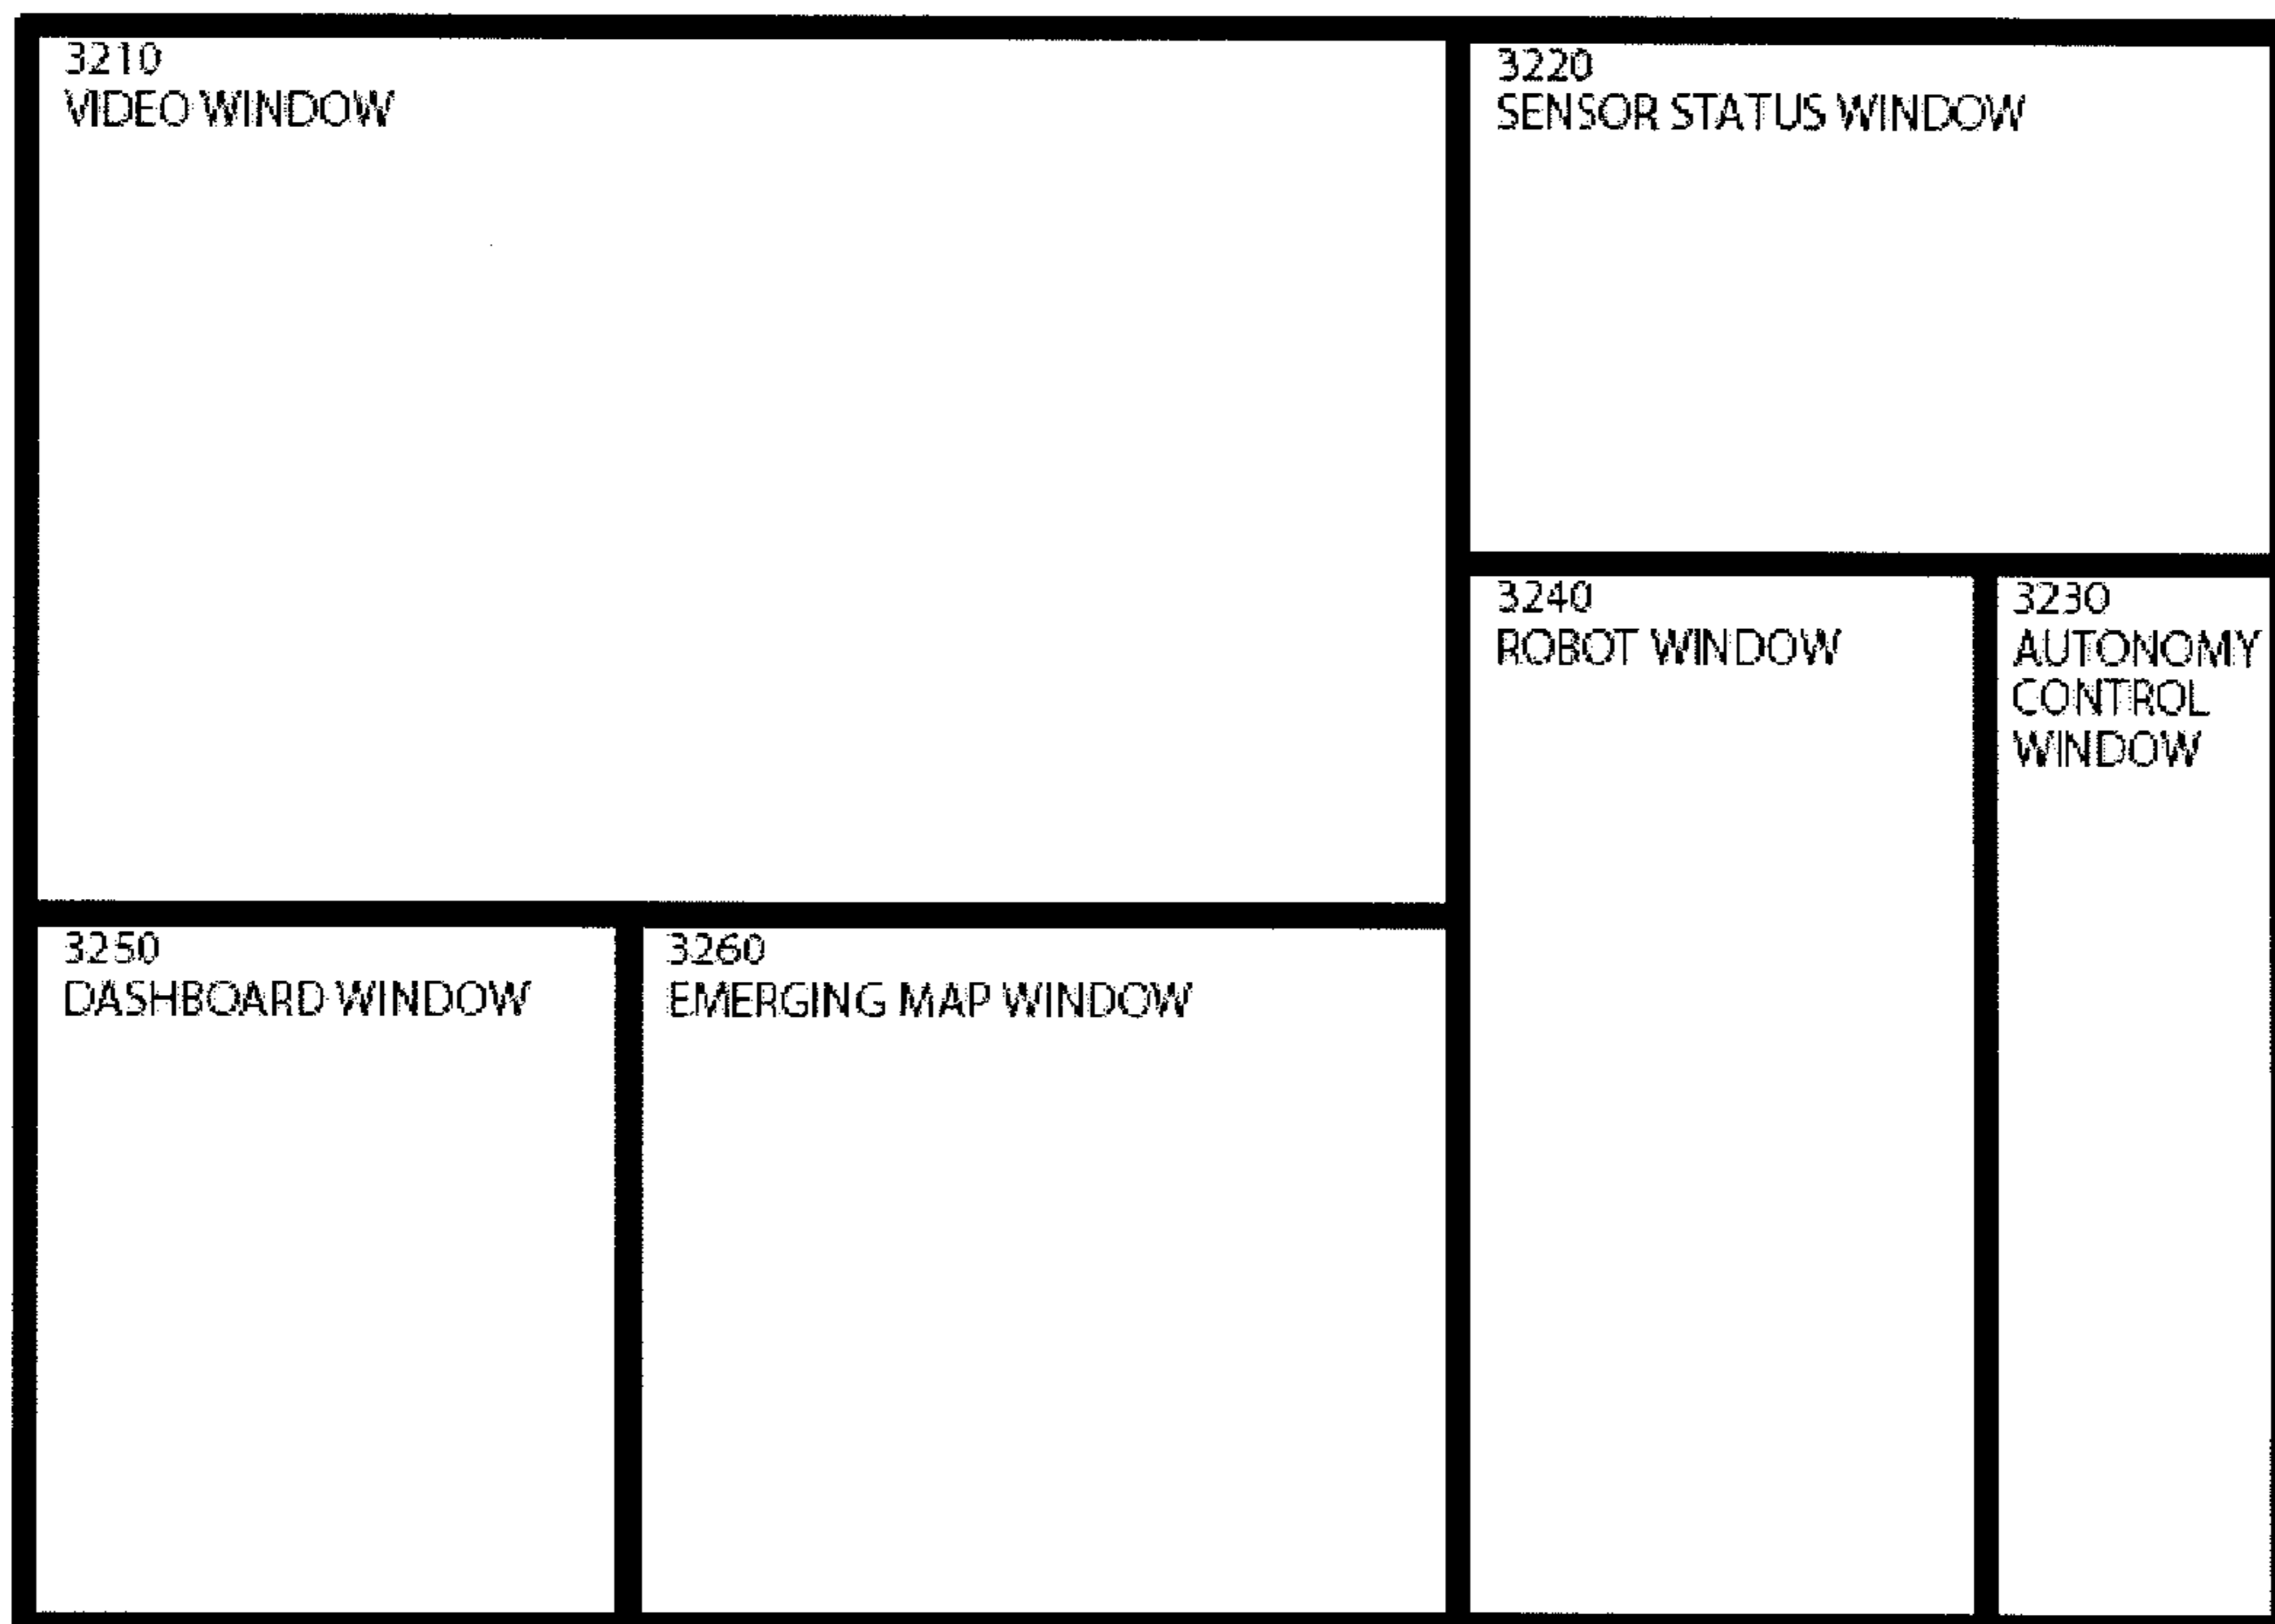 3210
VIDEO WINDOW
3220
SENSOR STATUS WINDOW
3240
ROBOT WINDOW
3230
AUTONOMY
CONTROL
WINDOW
3250
DASHBOARD WINDOW
3260
EMERGING MAP WINDOW